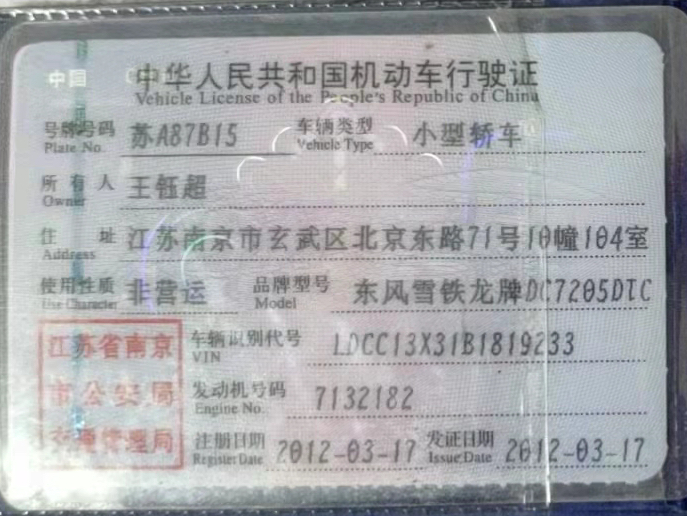 中国
中华人民共和国机动车行驶证
Vehicle License of the People's Republic of China
号牌号码 苏A87B15 车辆类型 小型轿车
Plate No. Vehicle Type
所有人 王钰超
Owner
住址 江苏南京市玄武区北京东路71号10幢104室
Address
使用性质 非营运 品牌型号 东风雪铁龙牌DC7205DTC
Use Character Model
江苏省南京 车辆识别代号 LDCC13X31B1819233
VIN
市公安局 发动机号码 7132182
Engine No.
交通管理局 注册日期 2012-03-17 发证日期 2012-03-17
Register Date Issue Date